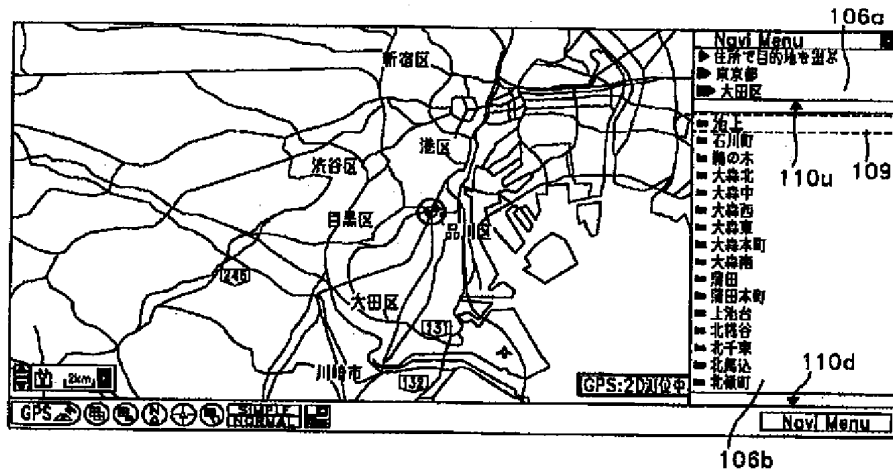 106a
Navi Menu
住所で目的地を選ぶ
東京都
大田区
池上
石川町
鵜の木
大森北
大森中
大森西
大森東
大森本町
大森南
蒲田
蒲田本町
上池台
北糀谷
北千束
北馬込
北嶺町
110u
109
110d
新宿区
港区
渋谷区
目黒区
品川区
246
大田区
131
川崎市
132
2km
GPS:2D測位中
GPS
N
SIMPLE
NORMAL
Navi Menu
106b